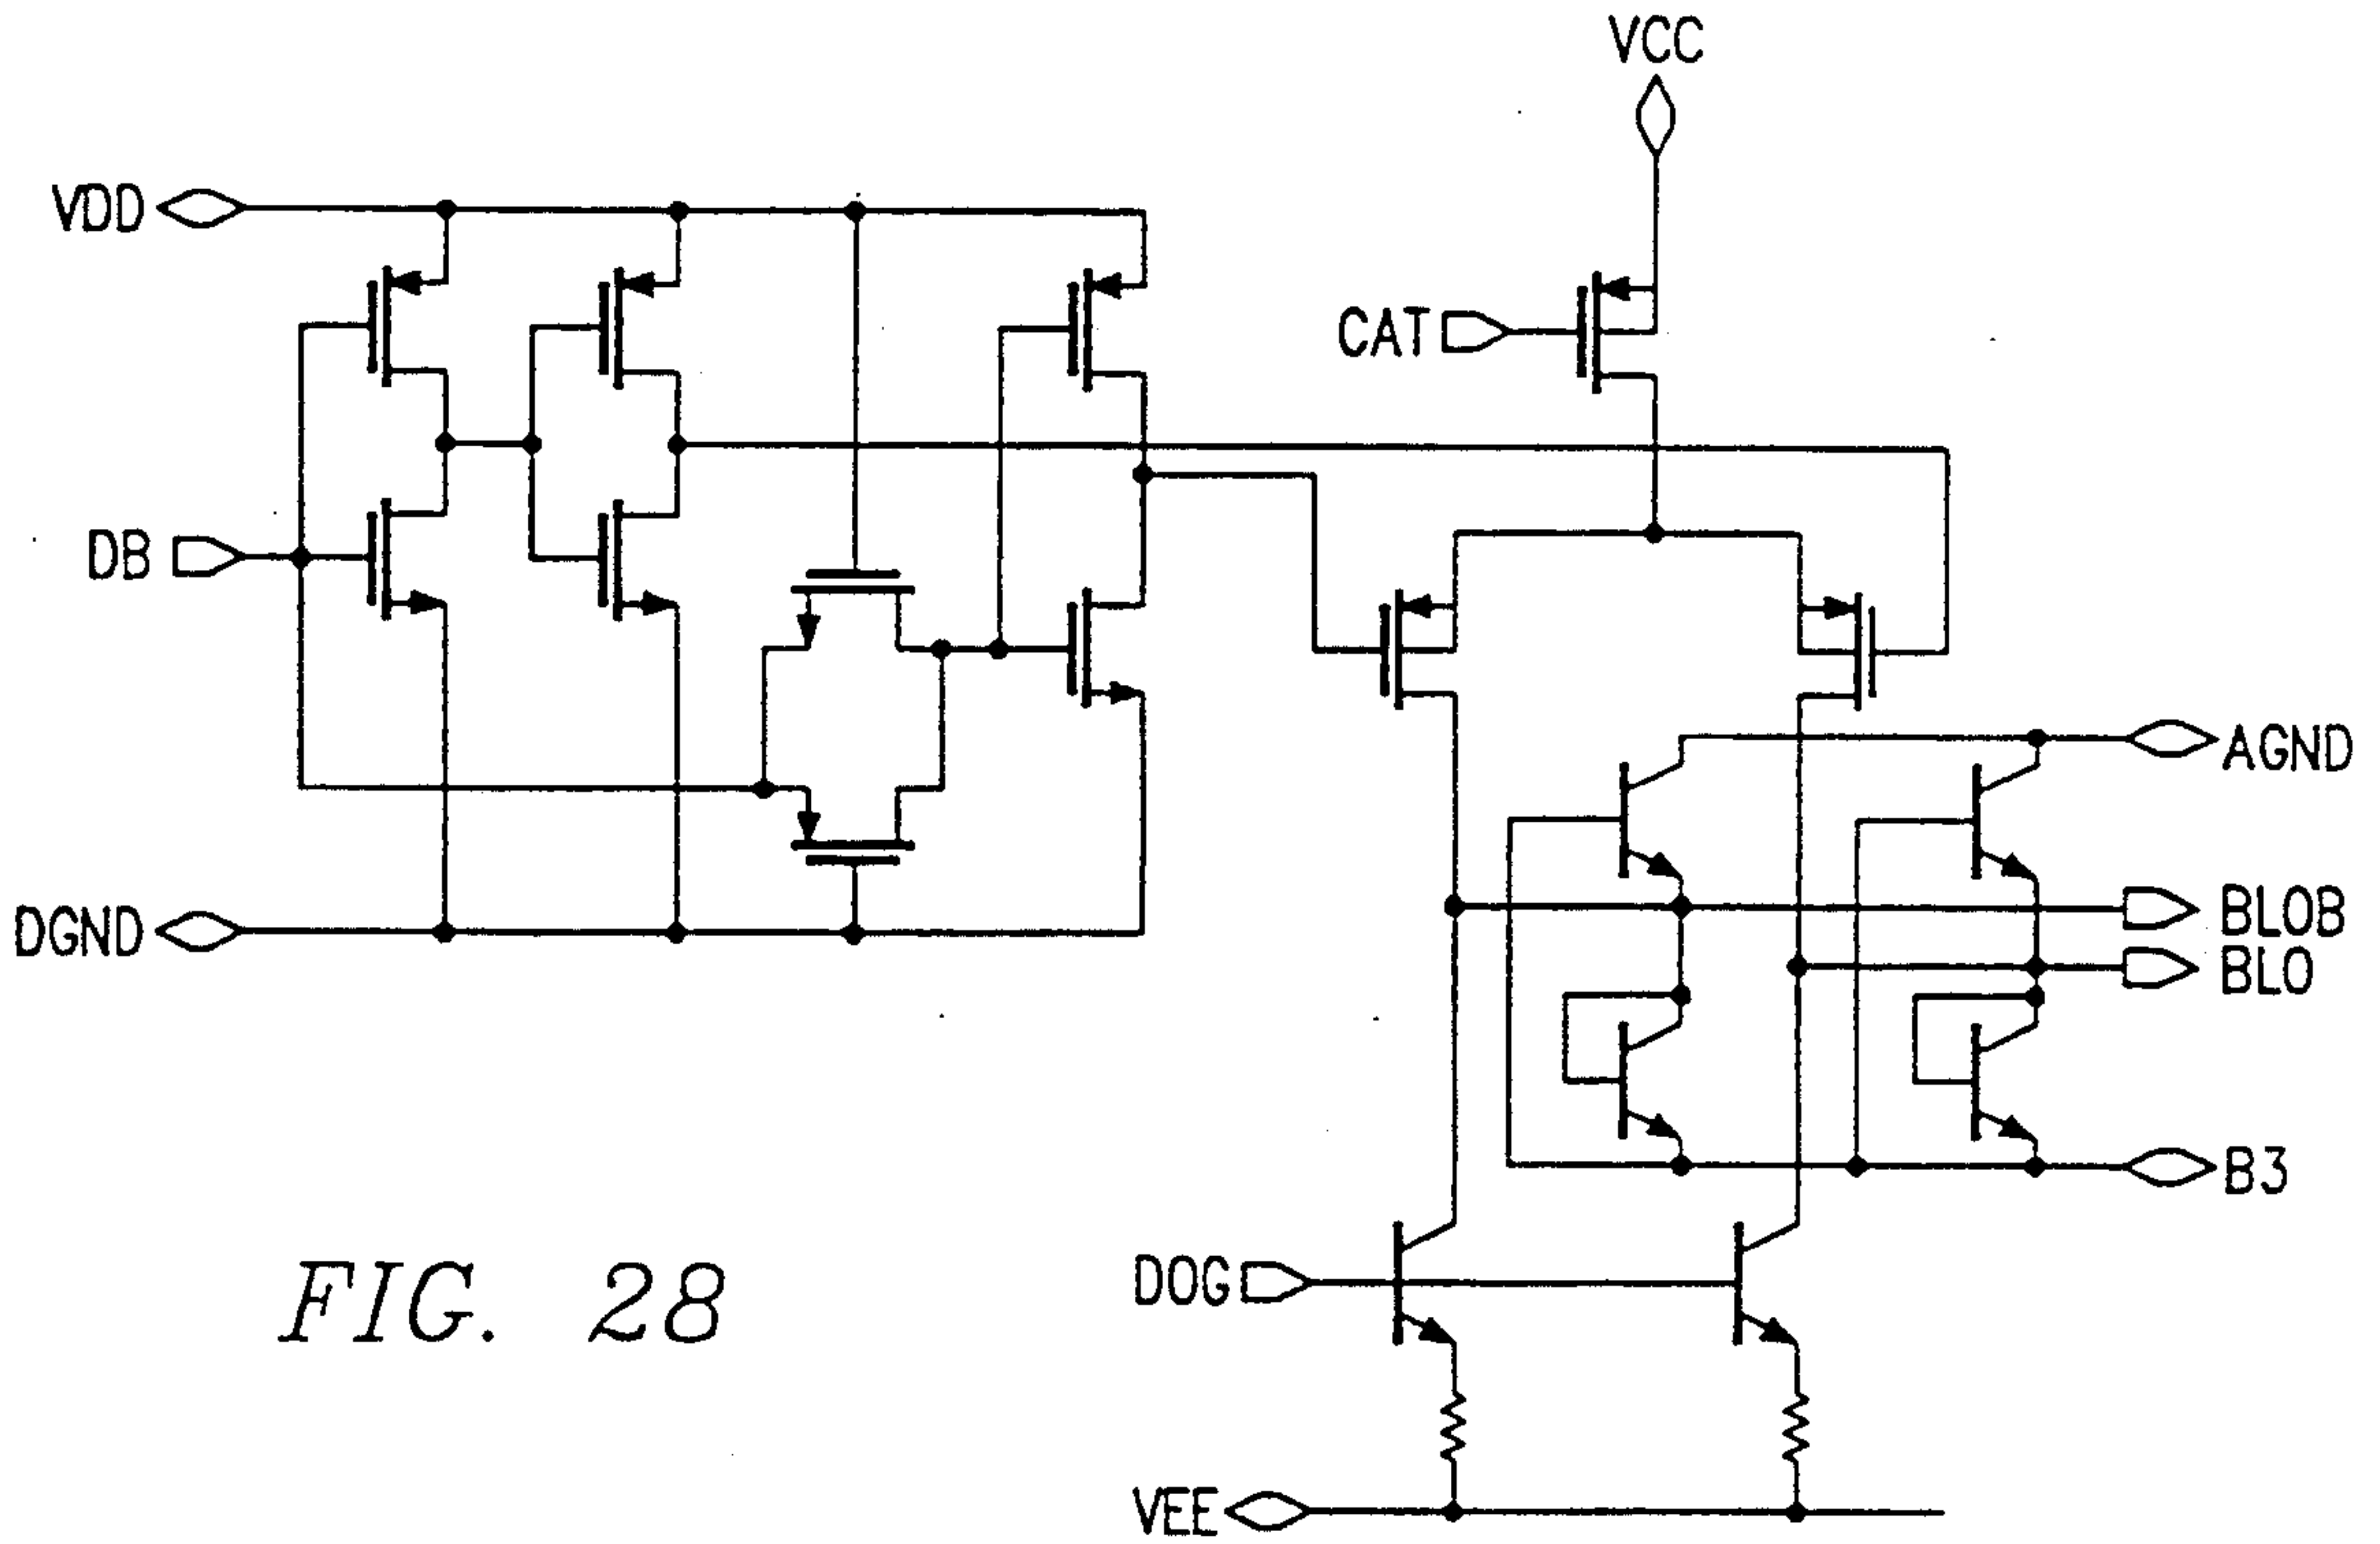 VCC
VDD
CAT
DB
AGND
BLOB
DGND
BLO
B3
DOG
FIG. 28
VEE